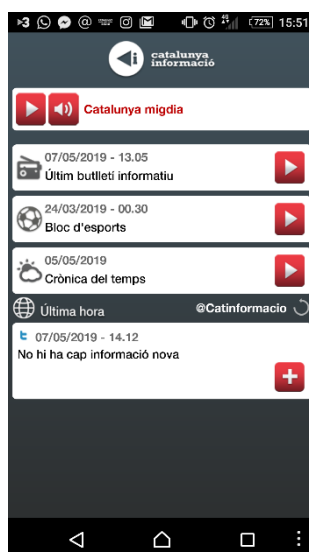 72% 15:51
catalunya
informació
Catalunya migdia
07/05/2019 - 13.05
Últim butlletí informatiu
24/03/2019 - 00.30
Bloc d'esports
05/05/2019
Crònica del temps
Última hora @Catinformacio
07/05/2019 - 14.12
No hi ha cap informació nova